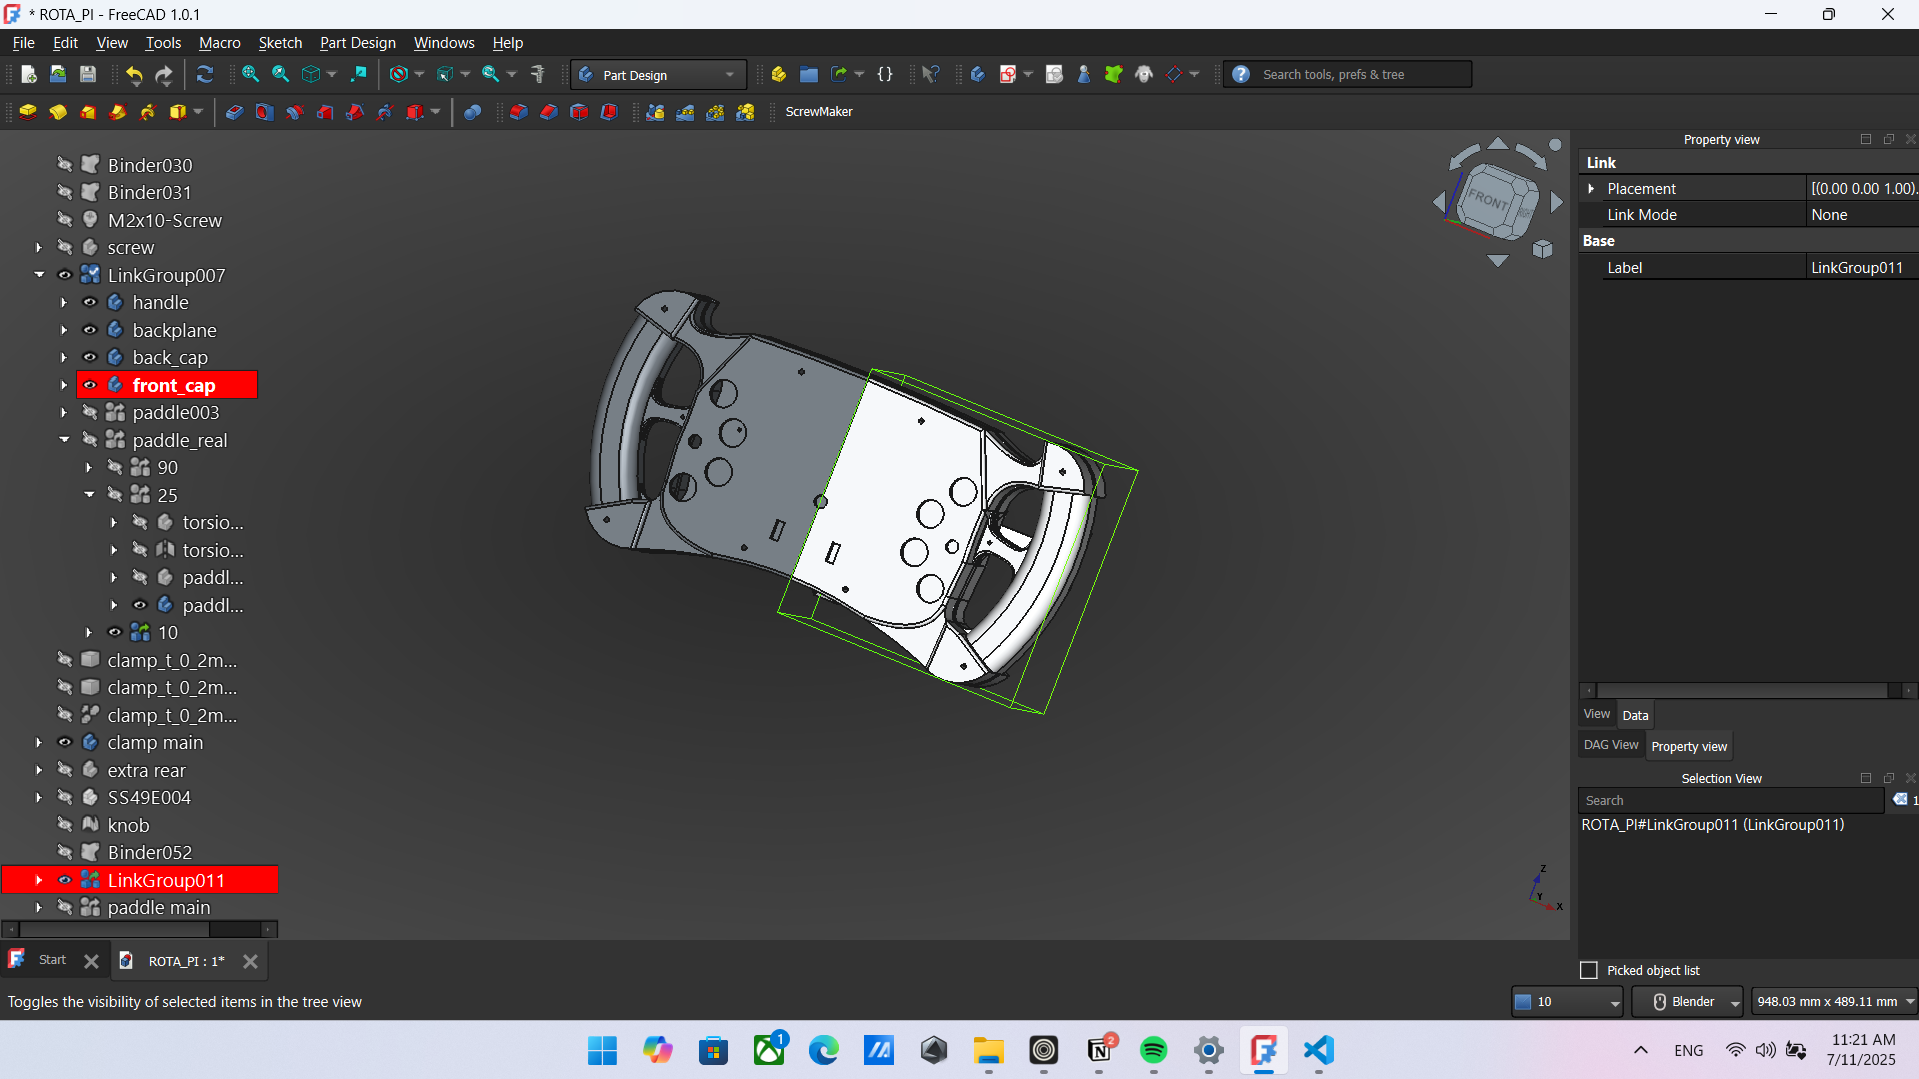 * ROTA_PI - FreeCAD 1.0.1
File Edit View Tools Macro Sketch Part Design Windows Help
Part Design
Search tools, prefs & tree
ScrewMaker
Binder030
Binder031
M2x10-Screw
screw
LinkGroup007
handle
backplane
back_cap
front_cap
paddle003
paddle_real
90
25
torsio...
torsio...
paddl...
paddl...
10
clamp_t_0_2m...
clamp_t_0_2m...
clamp_t_0_2m...
clamp main
extra rear
SS49E004
knob
Binder052
LinkGroup011
paddle main
FRONT
Z
Y
X
Property view
Link
Placement [(0.00 0.00 1.00).
Link Mode None
Base
Label LinkGroup011
View Data
DAG View Property view
Selection View
Search
1
ROTA_PI#LinkGroup011 (LinkGroup011)
Picked object list
Start
ROTA_PI : 1*
Toggles the visibility of selected items in the tree view
10
Blender
948.03 mm x 489.11 mm
1
2
ENG
11:21 AM
7/11/2025